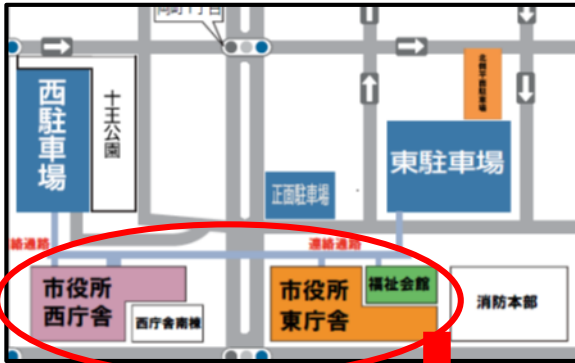 西駐車場
十王公園
正面駐車場
東駐車場
絡通路
連絡通路
市役所
西庁舎
西庁舎南棟
市役所
東庁舎
福祉会館
消防本部